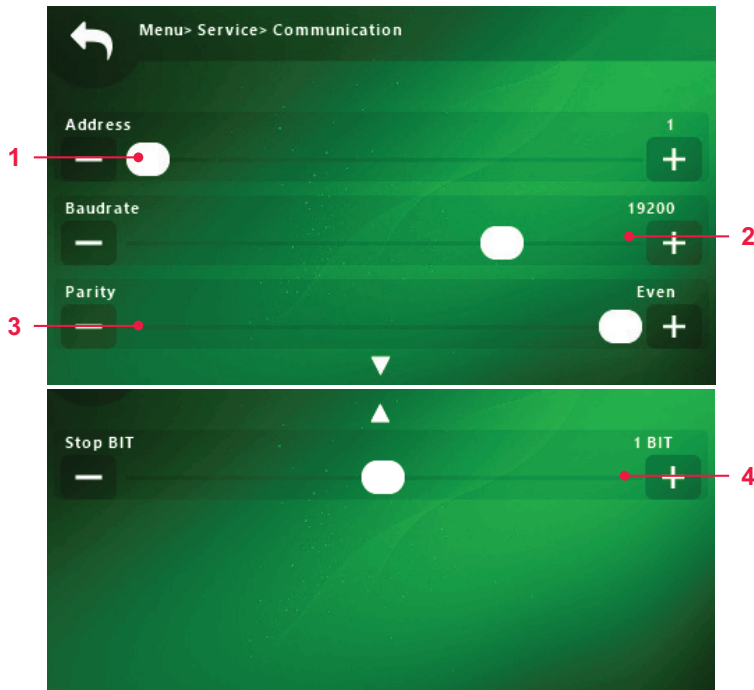 Menu> Service> Communication
Address 1
1 − +
Baudrate 19200
− + 2
Parity Even
3 − +
▼
▲
Stop BIT 1 BIT
− + 4